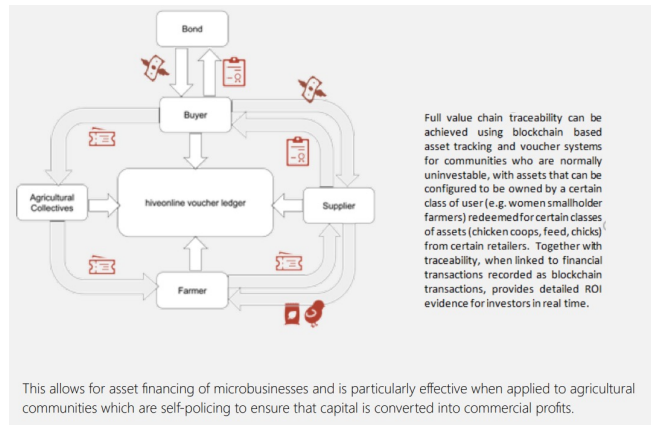 Bond
Buyer
Agricultural
Collectives
hiveonline voucher ledger
Supplier
Farmer
Full value chain traceability can be
achieved using blockchain based
asset tracking and voucher systems
for communities who are normally
uninvestable, with assets that can be
configured to be owned by a certain
class of user (e.g. women smallholder
farmers) redeemed for certain classes
of assets (chicken coops, feed, chicks)
from certain retailers. Together with
traceability, when linked to financial
transactions recorded as blockchain
transactions, provides detailed ROI
evidence for investors in real time.
This allows for asset financing of microbusinesses and is particularly effective when applied to agricultural
communities which are self-policing to ensure that capital is converted into commercial profits.